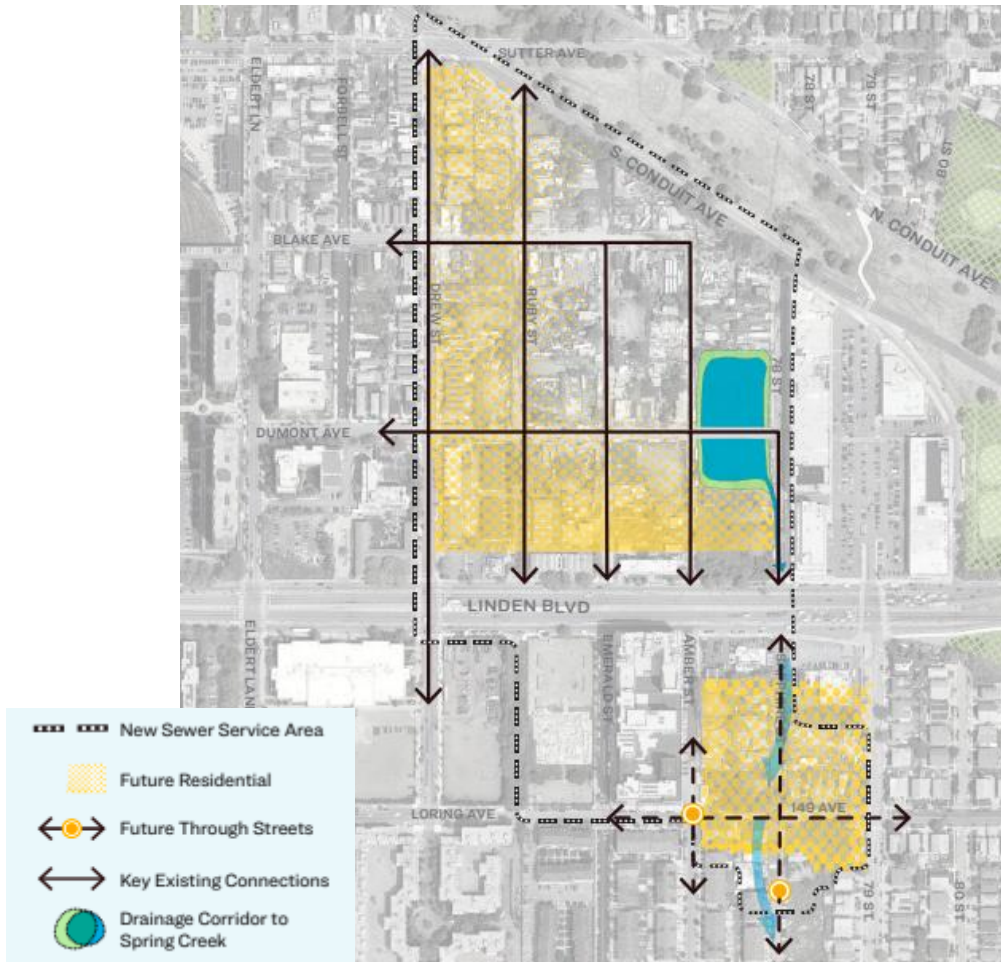 SUTTER AVE
ELDERT LN
FORBELL ST
78 ST
79 ST
80 ST
S. CONDUIT AVE
N. CONDUIT AVE
BLAKE AVE
DREW ST
RUBY ST
78 ST
DUMONT AVE
LINDEN BLVD
ELDERT LANE
EMERALD ST
AMBER ST
LORING AVE
149 AVE
79 ST
80 ST
New Sewer Service Area
Future Residential
Future Through Streets
Key Existing Connections
Drainage Corridor to
Spring Creek